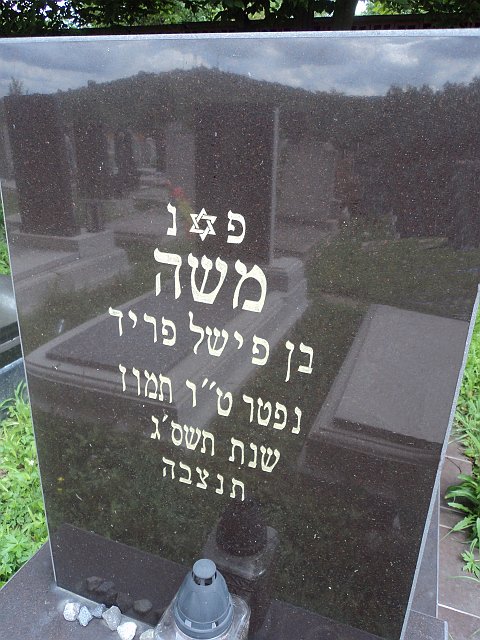 פ נ
משה
בן פישל פריד
נפטר ט"ו תמוז
שנת תשס'ג
תנצבה